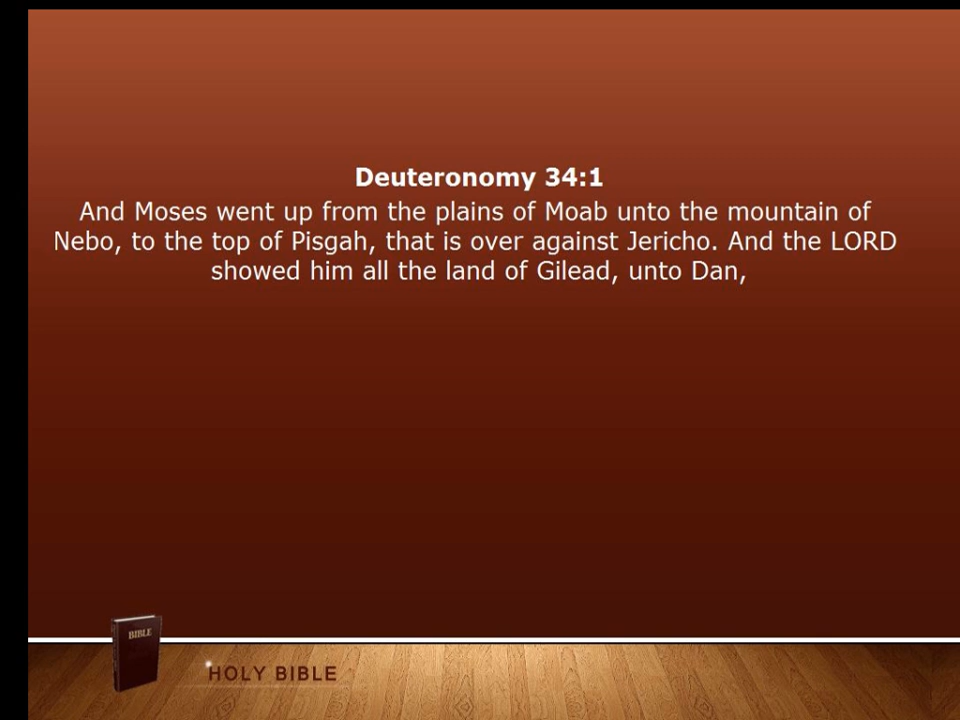 Deuteronomy 34:1
And Moses went up from the plains of Moab unto the mountain of
Nebo, to the top of Pisgah, that is over against Jericho. And the LORD
showed him all the land of Gilead, unto Dan,
BIBLE
HOLY BIBLE